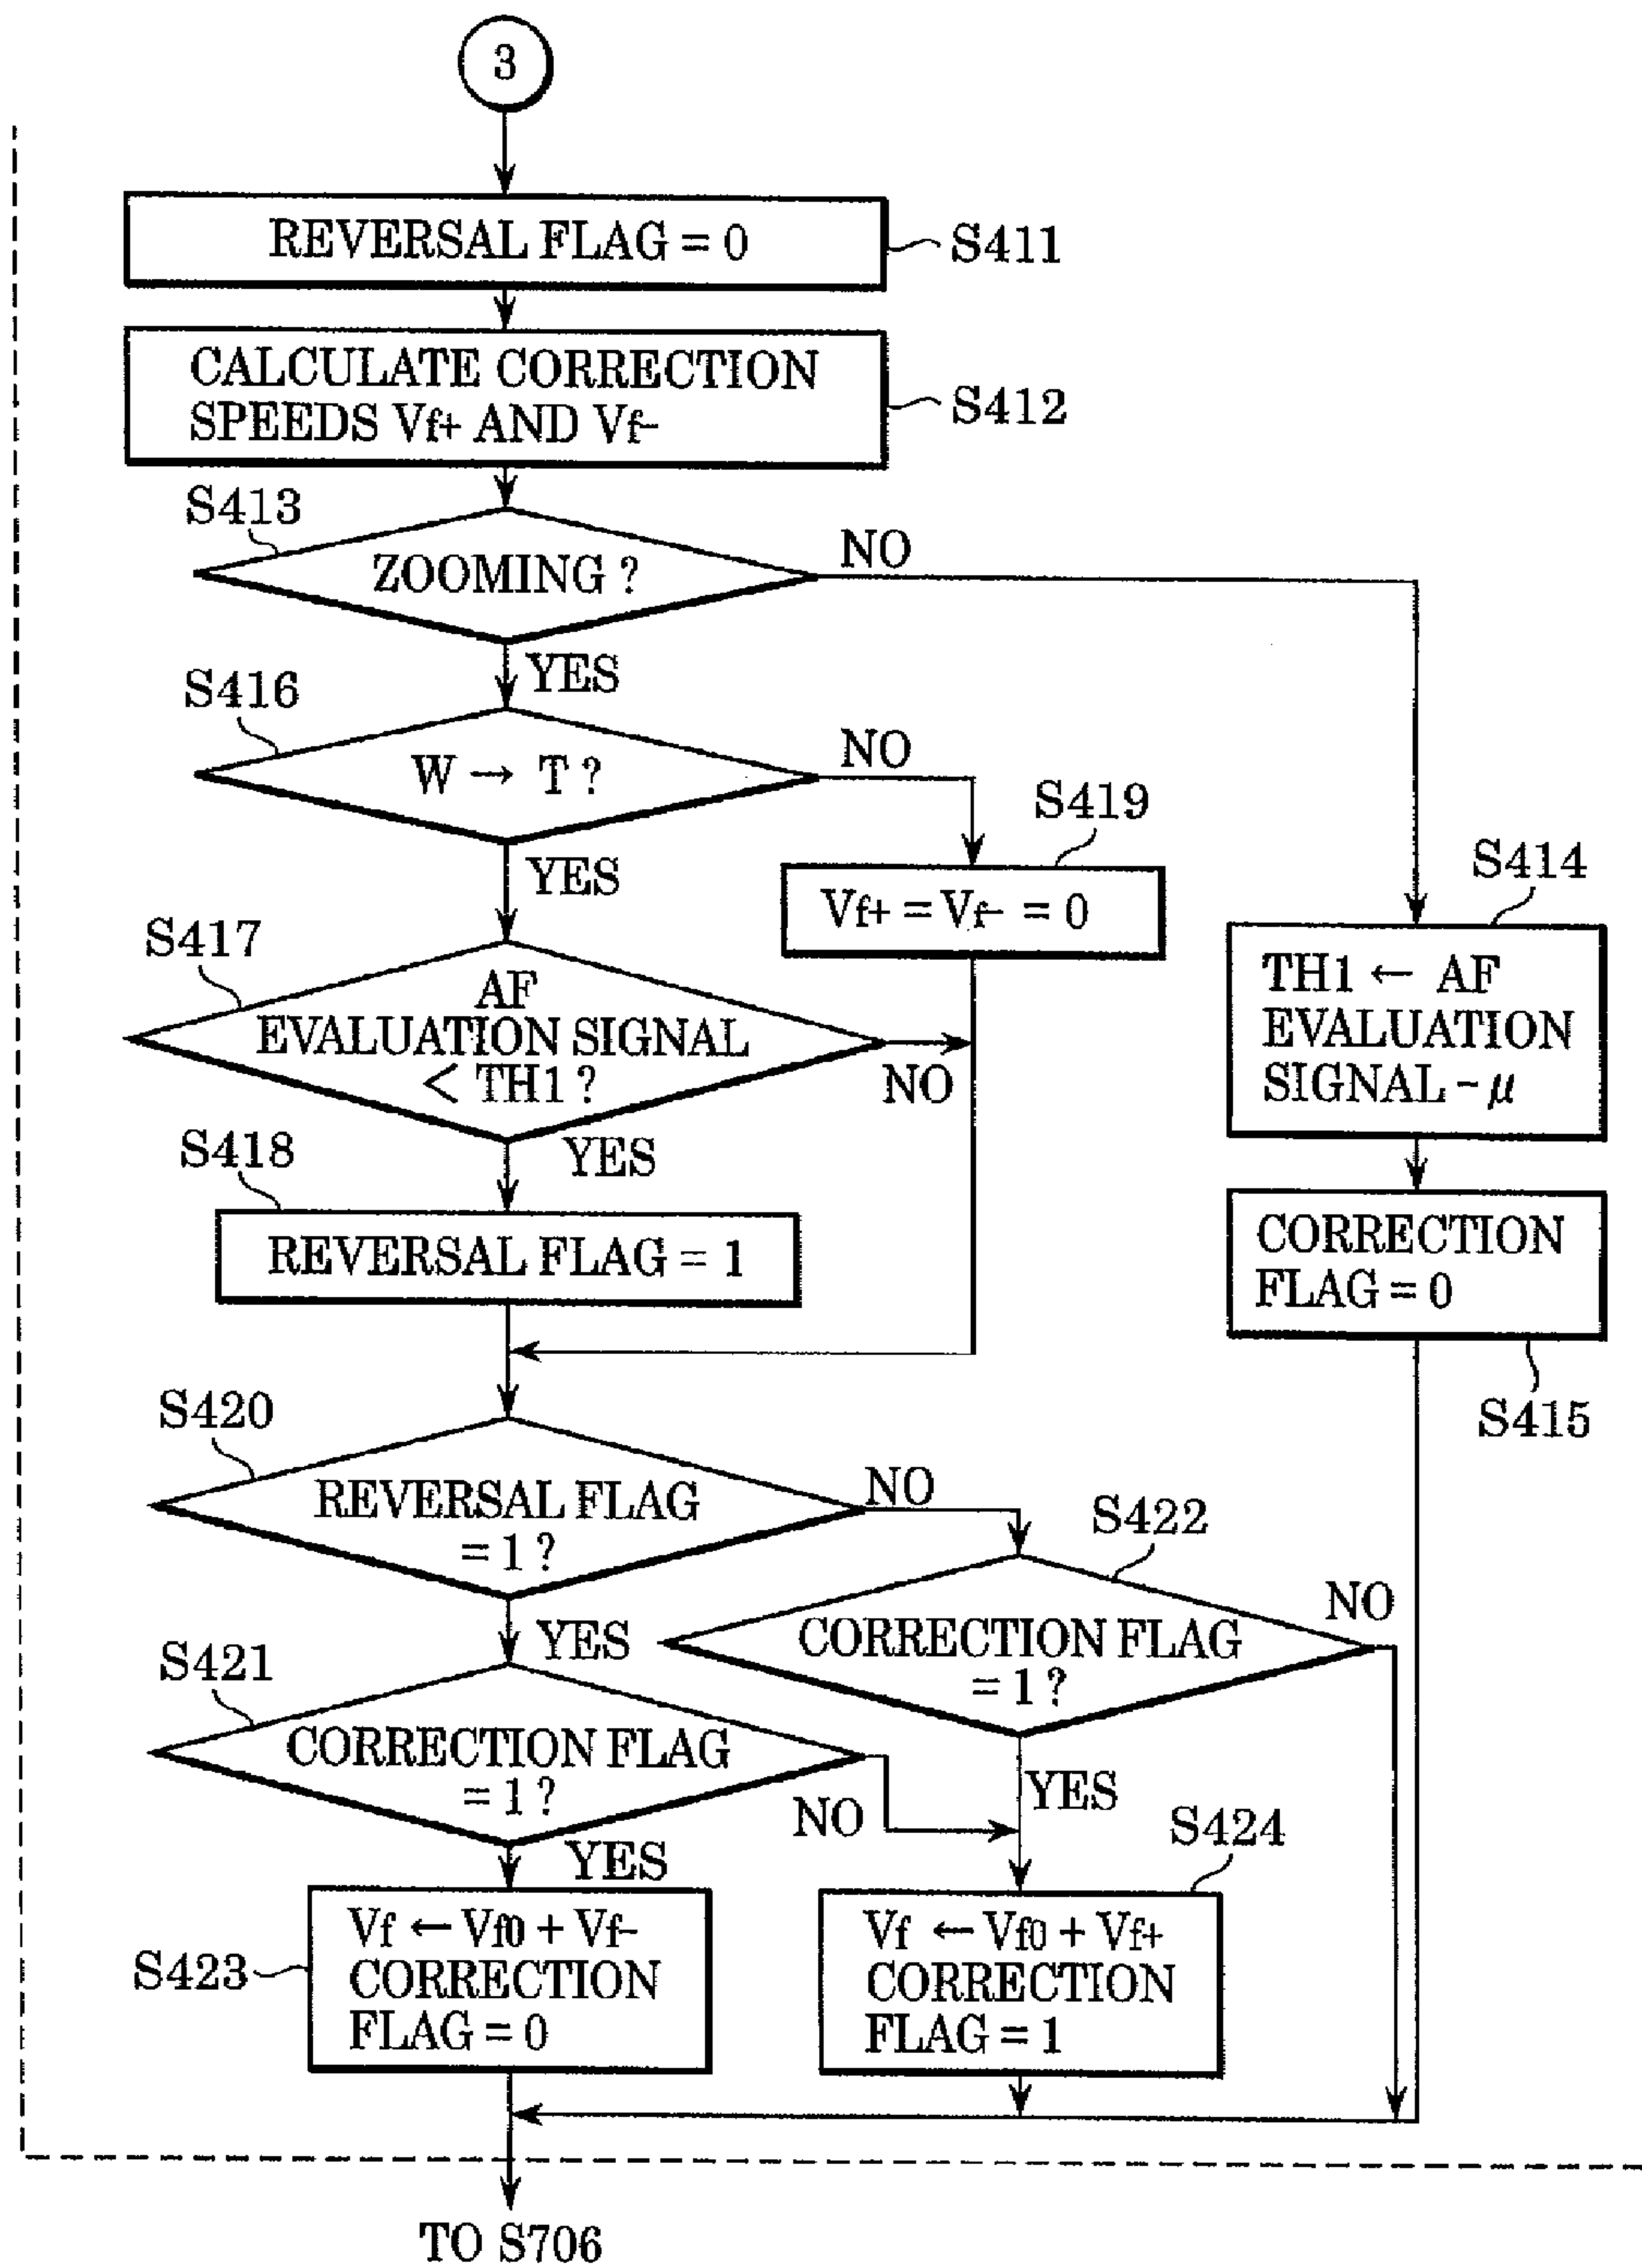 3
REVERSAL FLAG = 0
S411
CALCULATE CORRECTION
SPEEDS Vf+ AND Vf-
S412
S413
ZOOMING ?
NO
YES
S416
W → T ?
NO
YES
S419
Vf+ = Vf- = 0
S414
TH1 ← AF
EVALUATION
SIGNAL - μ
S417
AF
EVALUATION SIGNAL
< TH1 ?
NO
YES
S418
REVERSAL FLAG = 1
CORRECTION
FLAG = 0
S415
S420
REVERSAL FLAG
= 1 ?
NO
YES
S422
CORRECTION FLAG
= 1 ?
NO
YES
S421
CORRECTION FLAG
= 1 ?
NO
YES
S423
Vf ← Vf0 + Vf-
CORRECTION
FLAG = 0
S424
Vf ← Vf0 + Vf+
CORRECTION
FLAG = 1
TO S706